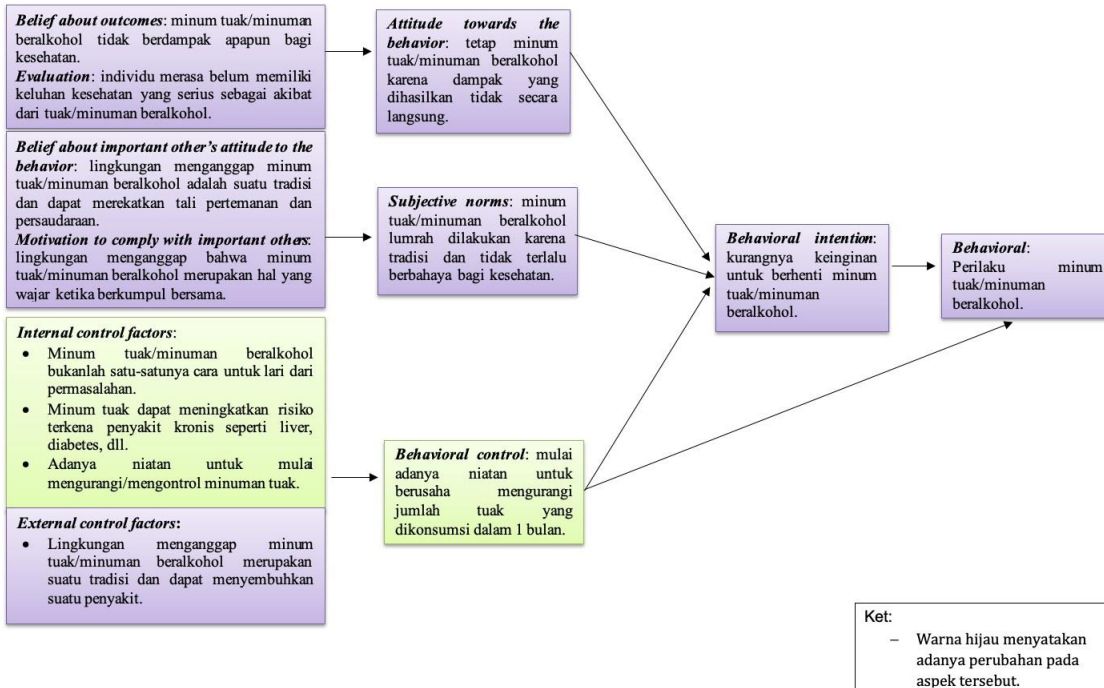 Belief about outcomes: minum tuak/minuman
beralkohol tidak berdampak apapun bagi
kesehatan.
Evaluation: individu merasa belum memiliki
keluhan kesehatan yang serius sebagai akibat
dari tuak/minuman beralkohol.
Attitude towards the
behavior: tetap minum
tuak/minuman beralkohol
karena dampak yang
dihasilkan tidak secara
langsung.
Belief about important other's attitude to the
behavior: lingkungan menganggap minum
tuak/minuman beralkohol adalah suatu tradisi
dan dapat merekatkan tali pertemanan dan
persaudaraan.
Motivation to comply with important others:
lingkungan menganggap bahwa minum
tuak/minuman beralkohol merupakan hal yang
wajar ketika berkumpul bersama.
Subjective norms: minum
tuak/minuman beralkohol
lumrah dilakukan karena
tradisi dan tidak terlalu
berbahaya bagi kesehatan.
Behavioral intention:
kurangnya keinginan
untuk berhenti minum
tuak/minuman
beralkohol.
Behavioral:
Perilaku minum
tuak/minuman
beralkohol.
Internal control factors:
• Minum tuak/minuman beralkohol
bukanlah satu-satunya cara untuk lari dari
permasalahan.
• Minum tuak dapat meningkatkan risiko
terkena penyakit kronis seperti liver,
diabetes, dll.
• Adanya niatan untuk mulai
mengurangi/mengontrol minuman tuak.
Behavioral control: mulai
adanya niatan untuk
berusaha mengurangi
jumlah tuak yang
dikonsumsi dalam 1 bulan.
External control factors:
• Lingkungan menganggap minum
tuak/minuman beralkohol merupakan
suatu tradisi dan dapat menyembuhkan
suatu penyakit.
Ket:
– Warna hijau menyatakan
adanya perubahan pada
aspek tersebut.